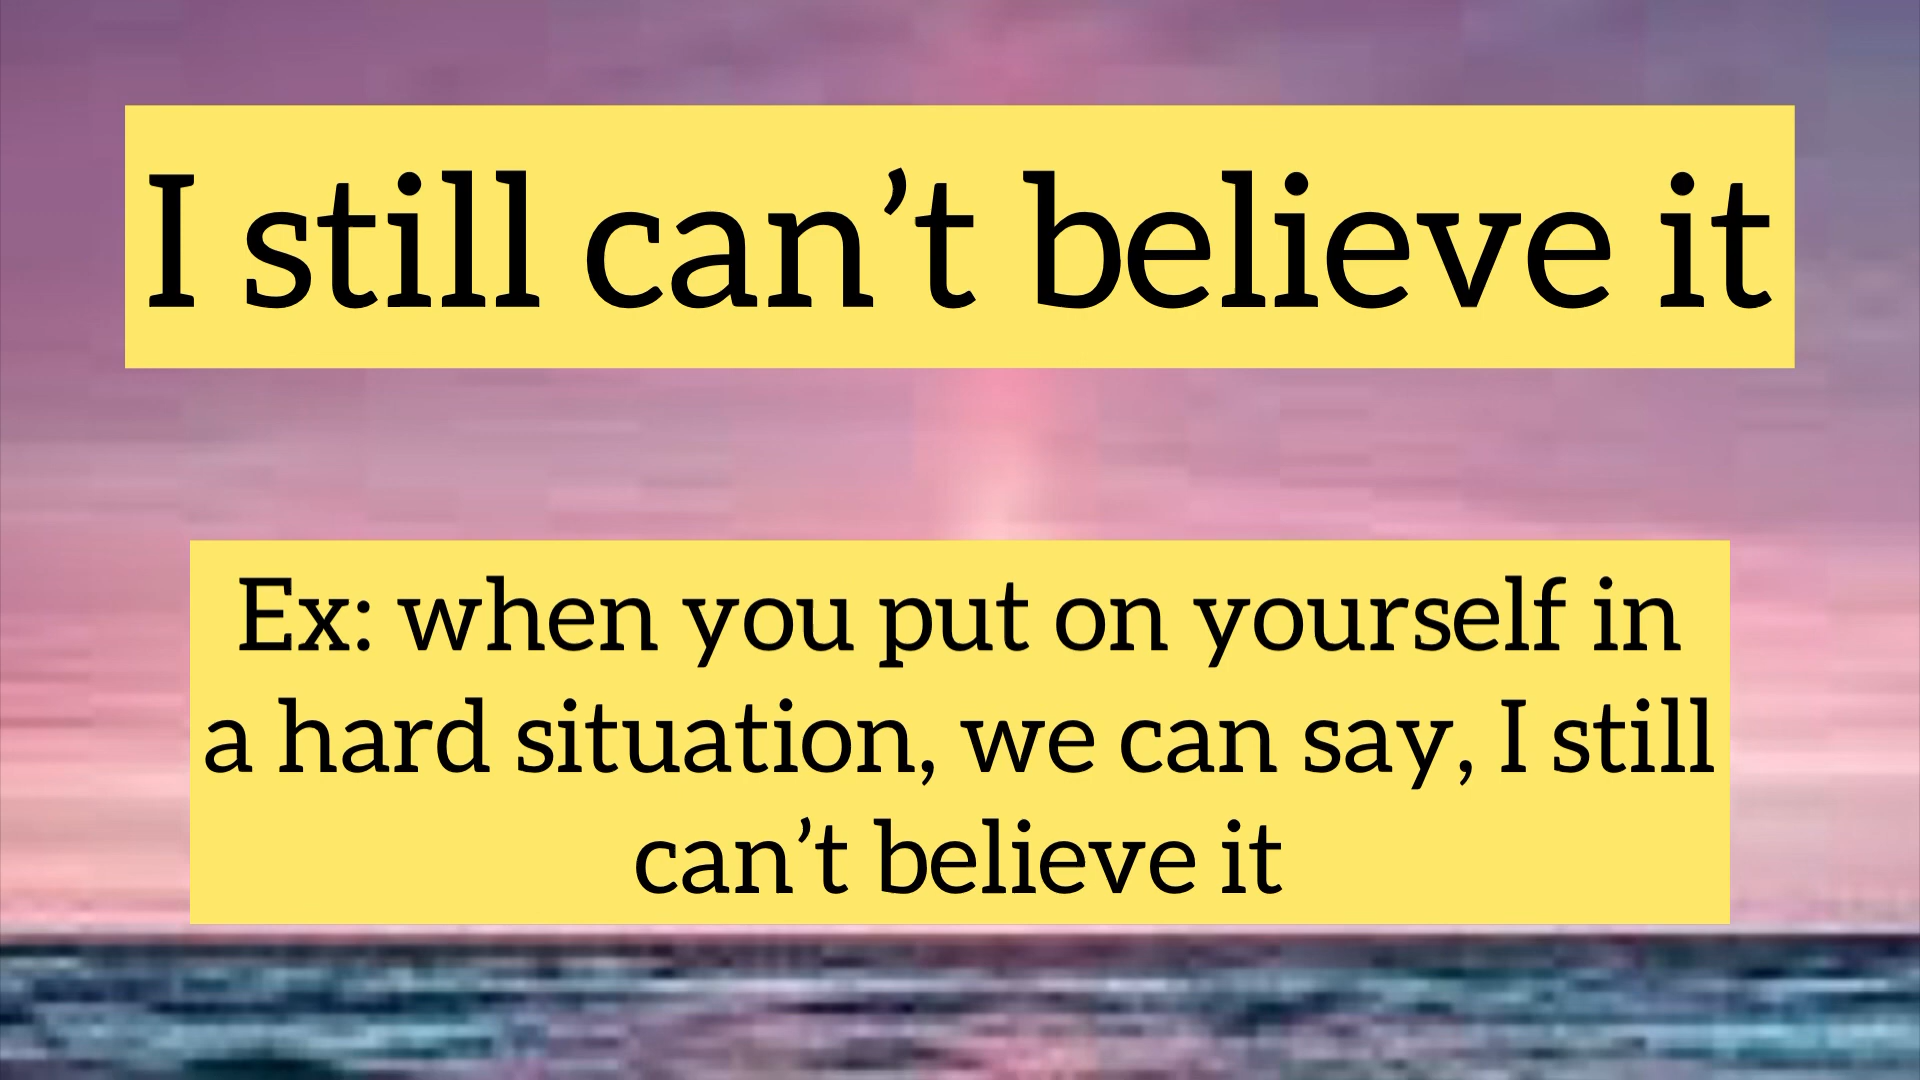 I still can’t believe it
Ex: when you put on yourself in
a hard situation, we can say, I still
can’t believe it